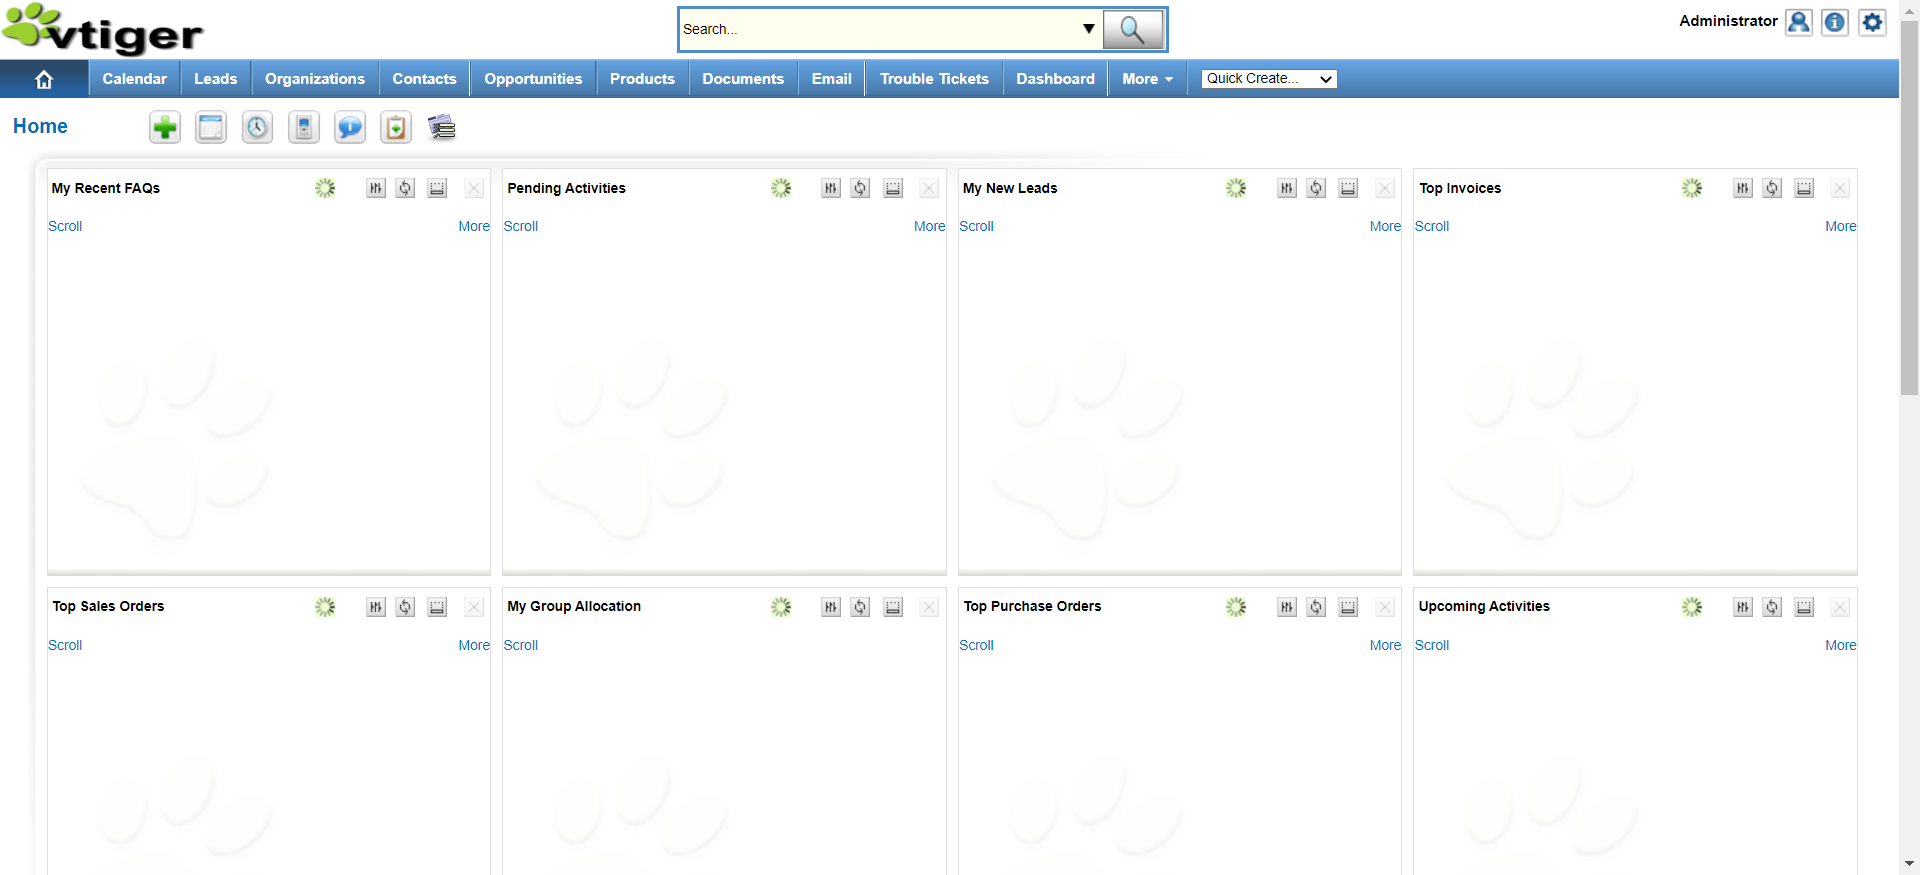 vtiger
Search...
Administrator
Calendar Leads Organizations Contacts Opportunities Products Documents Email Trouble Tickets Dashboard More Quick Create...
Home
My Recent FAQs
Scroll More
Pending Activities
Scroll More
My New Leads
Scroll More
Top Invoices
Scroll More
Top Sales Orders
Scroll More
My Group Allocation
Scroll
Top Purchase Orders
Scroll More
Upcoming Activities
Scroll More